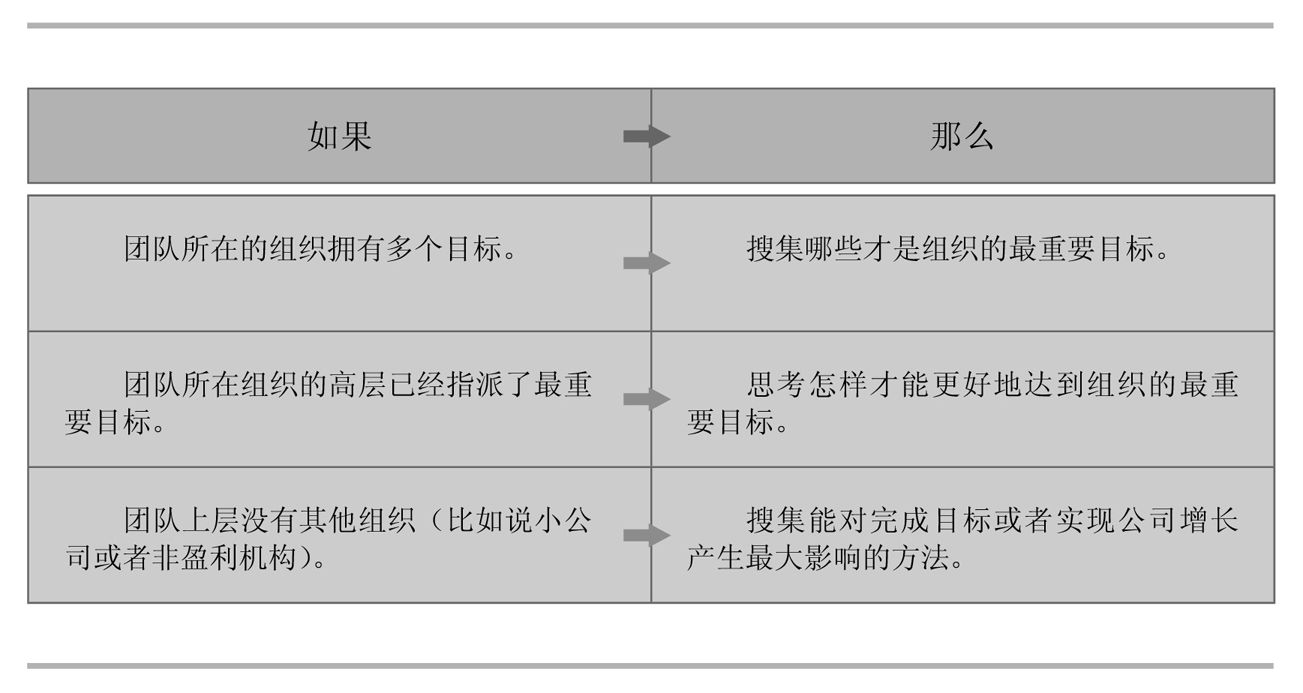 如果
那么
团队所在的组织拥有多个目标。
搜集哪些才是组织的最重要目标。
团队所在组织的高层已经指派了最重
要目标。
思考怎样才能更好地达到组织的最重
要目标。
团队上层没有其他组织（比如说小公
司或者非盈利机构）。
搜集能对完成目标或者实现公司增长
产生最大影响的方法。